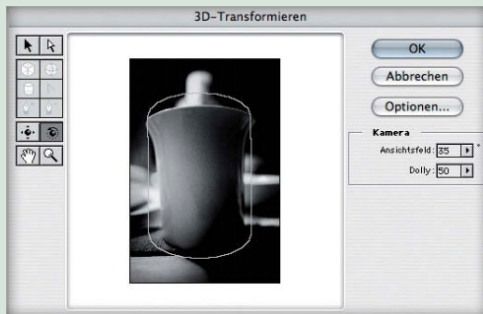 3D-Transformieren
OK
Abbrechen
Optionen...
Kamera
Ansichtsfeld: 35 °
Dolly: 50